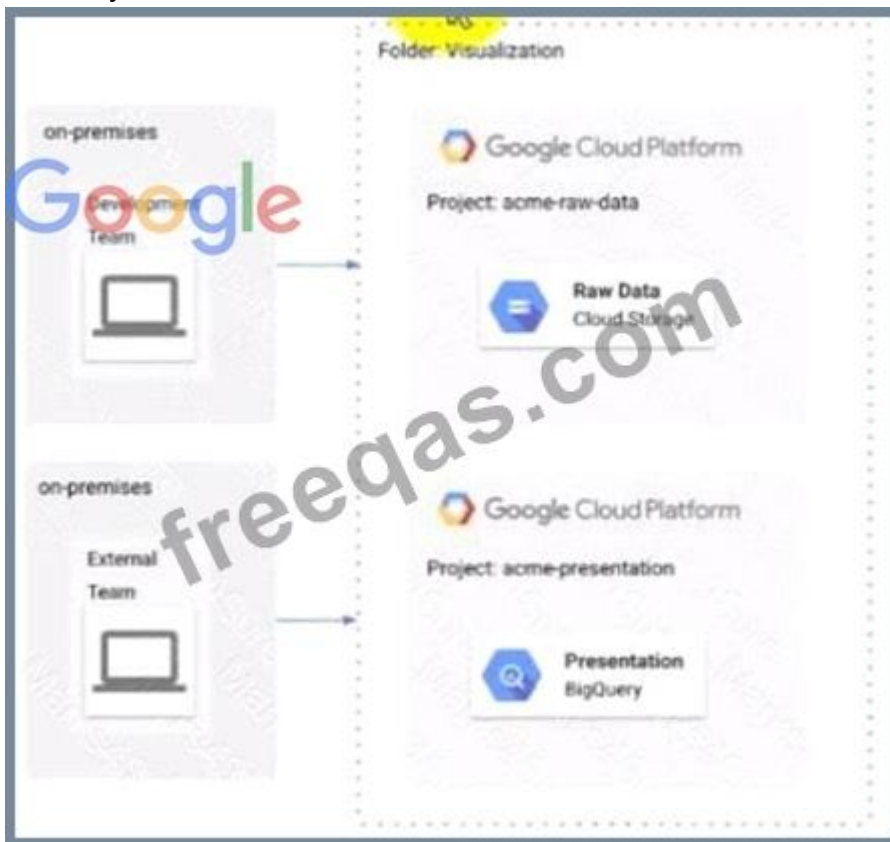 Folder: Visualization
on-premises
Google
Development
Team
Google Cloud Platform
Project: acme-raw-data
Raw Data
Cloud Storage
freeqas.com
on-premises
External
Team
Google Cloud Platform
Project: acme-presentation
Presentation
BigQuery